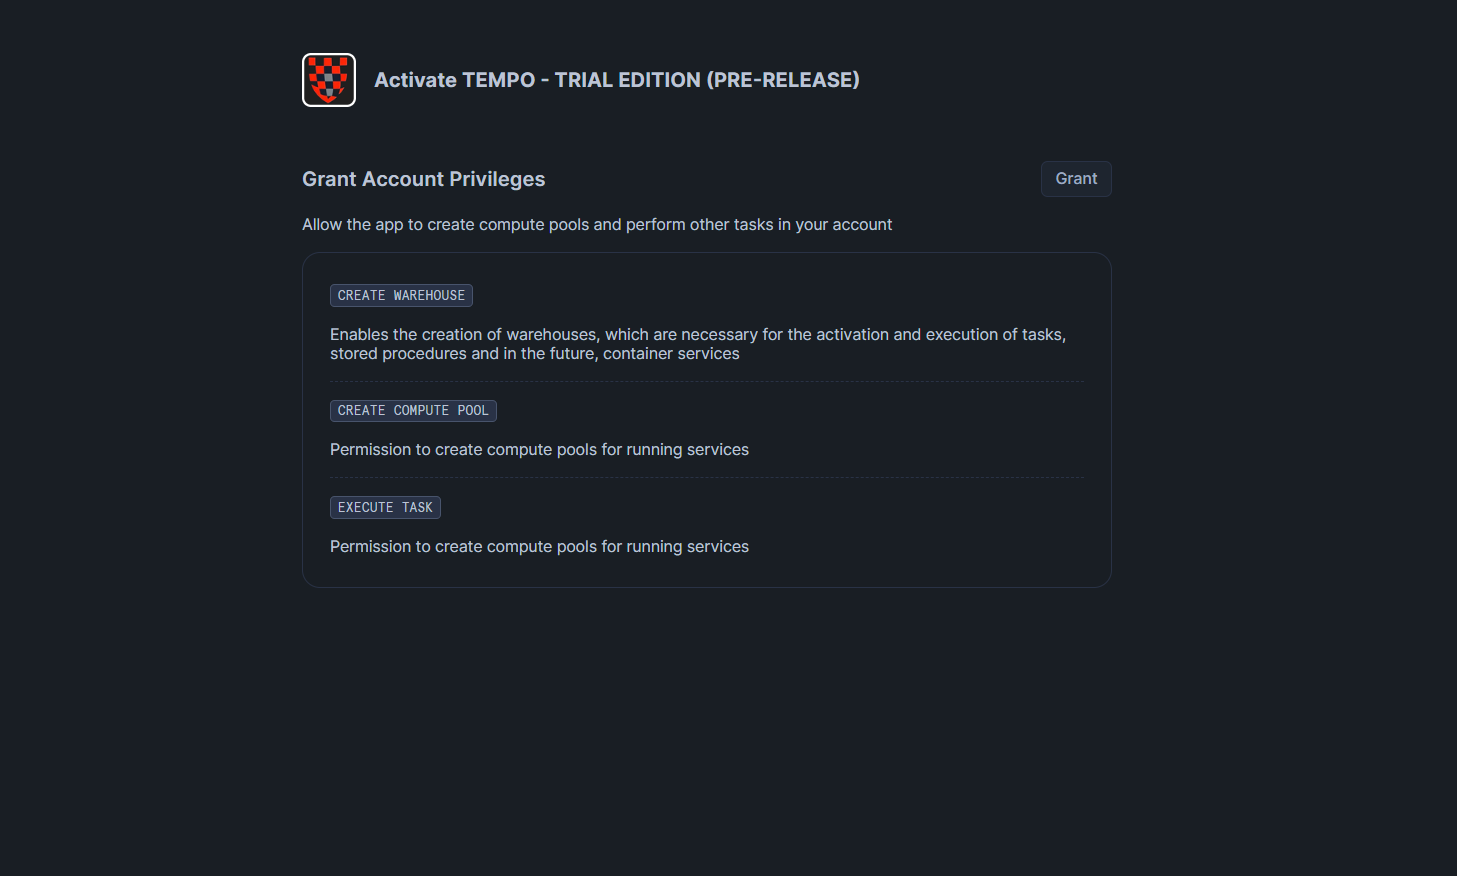 Activate TEMPO - TRIAL EDITION (PRE-RELEASE)
Grant Account Privileges
Grant
Allow the app to create compute pools and perform other tasks in your account
CREATE WAREHOUSE
Enables the creation of warehouses, which are necessary for the activation and execution of tasks,
stored procedures and in the future, container services
CREATE COMPUTE POOL
Permission to create compute pools for running services
EXECUTE TASK
Permission to create compute pools for running services